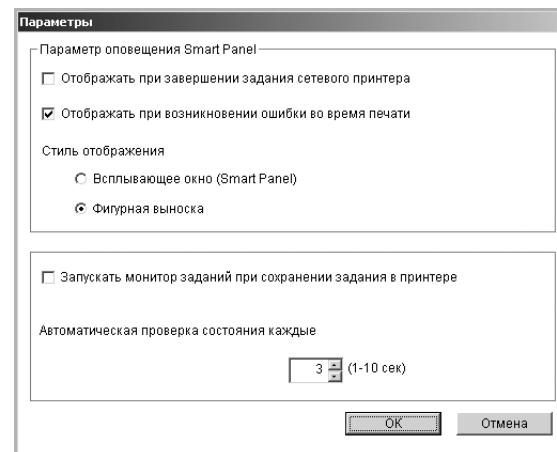 Параметры
Параметр оповещения Smart Panel
Отображать при завершении задания сетевого принтера
Отображать при возникновении ошибки во время печати
Стиль отображения
Всплывающее окно (Smart Panel)
Фигурная выноска
Запускать монитор заданий при сохранении задания в принтере
Автоматическая проверка состояния каждые
3 (1-10 сек)
OK Отмена